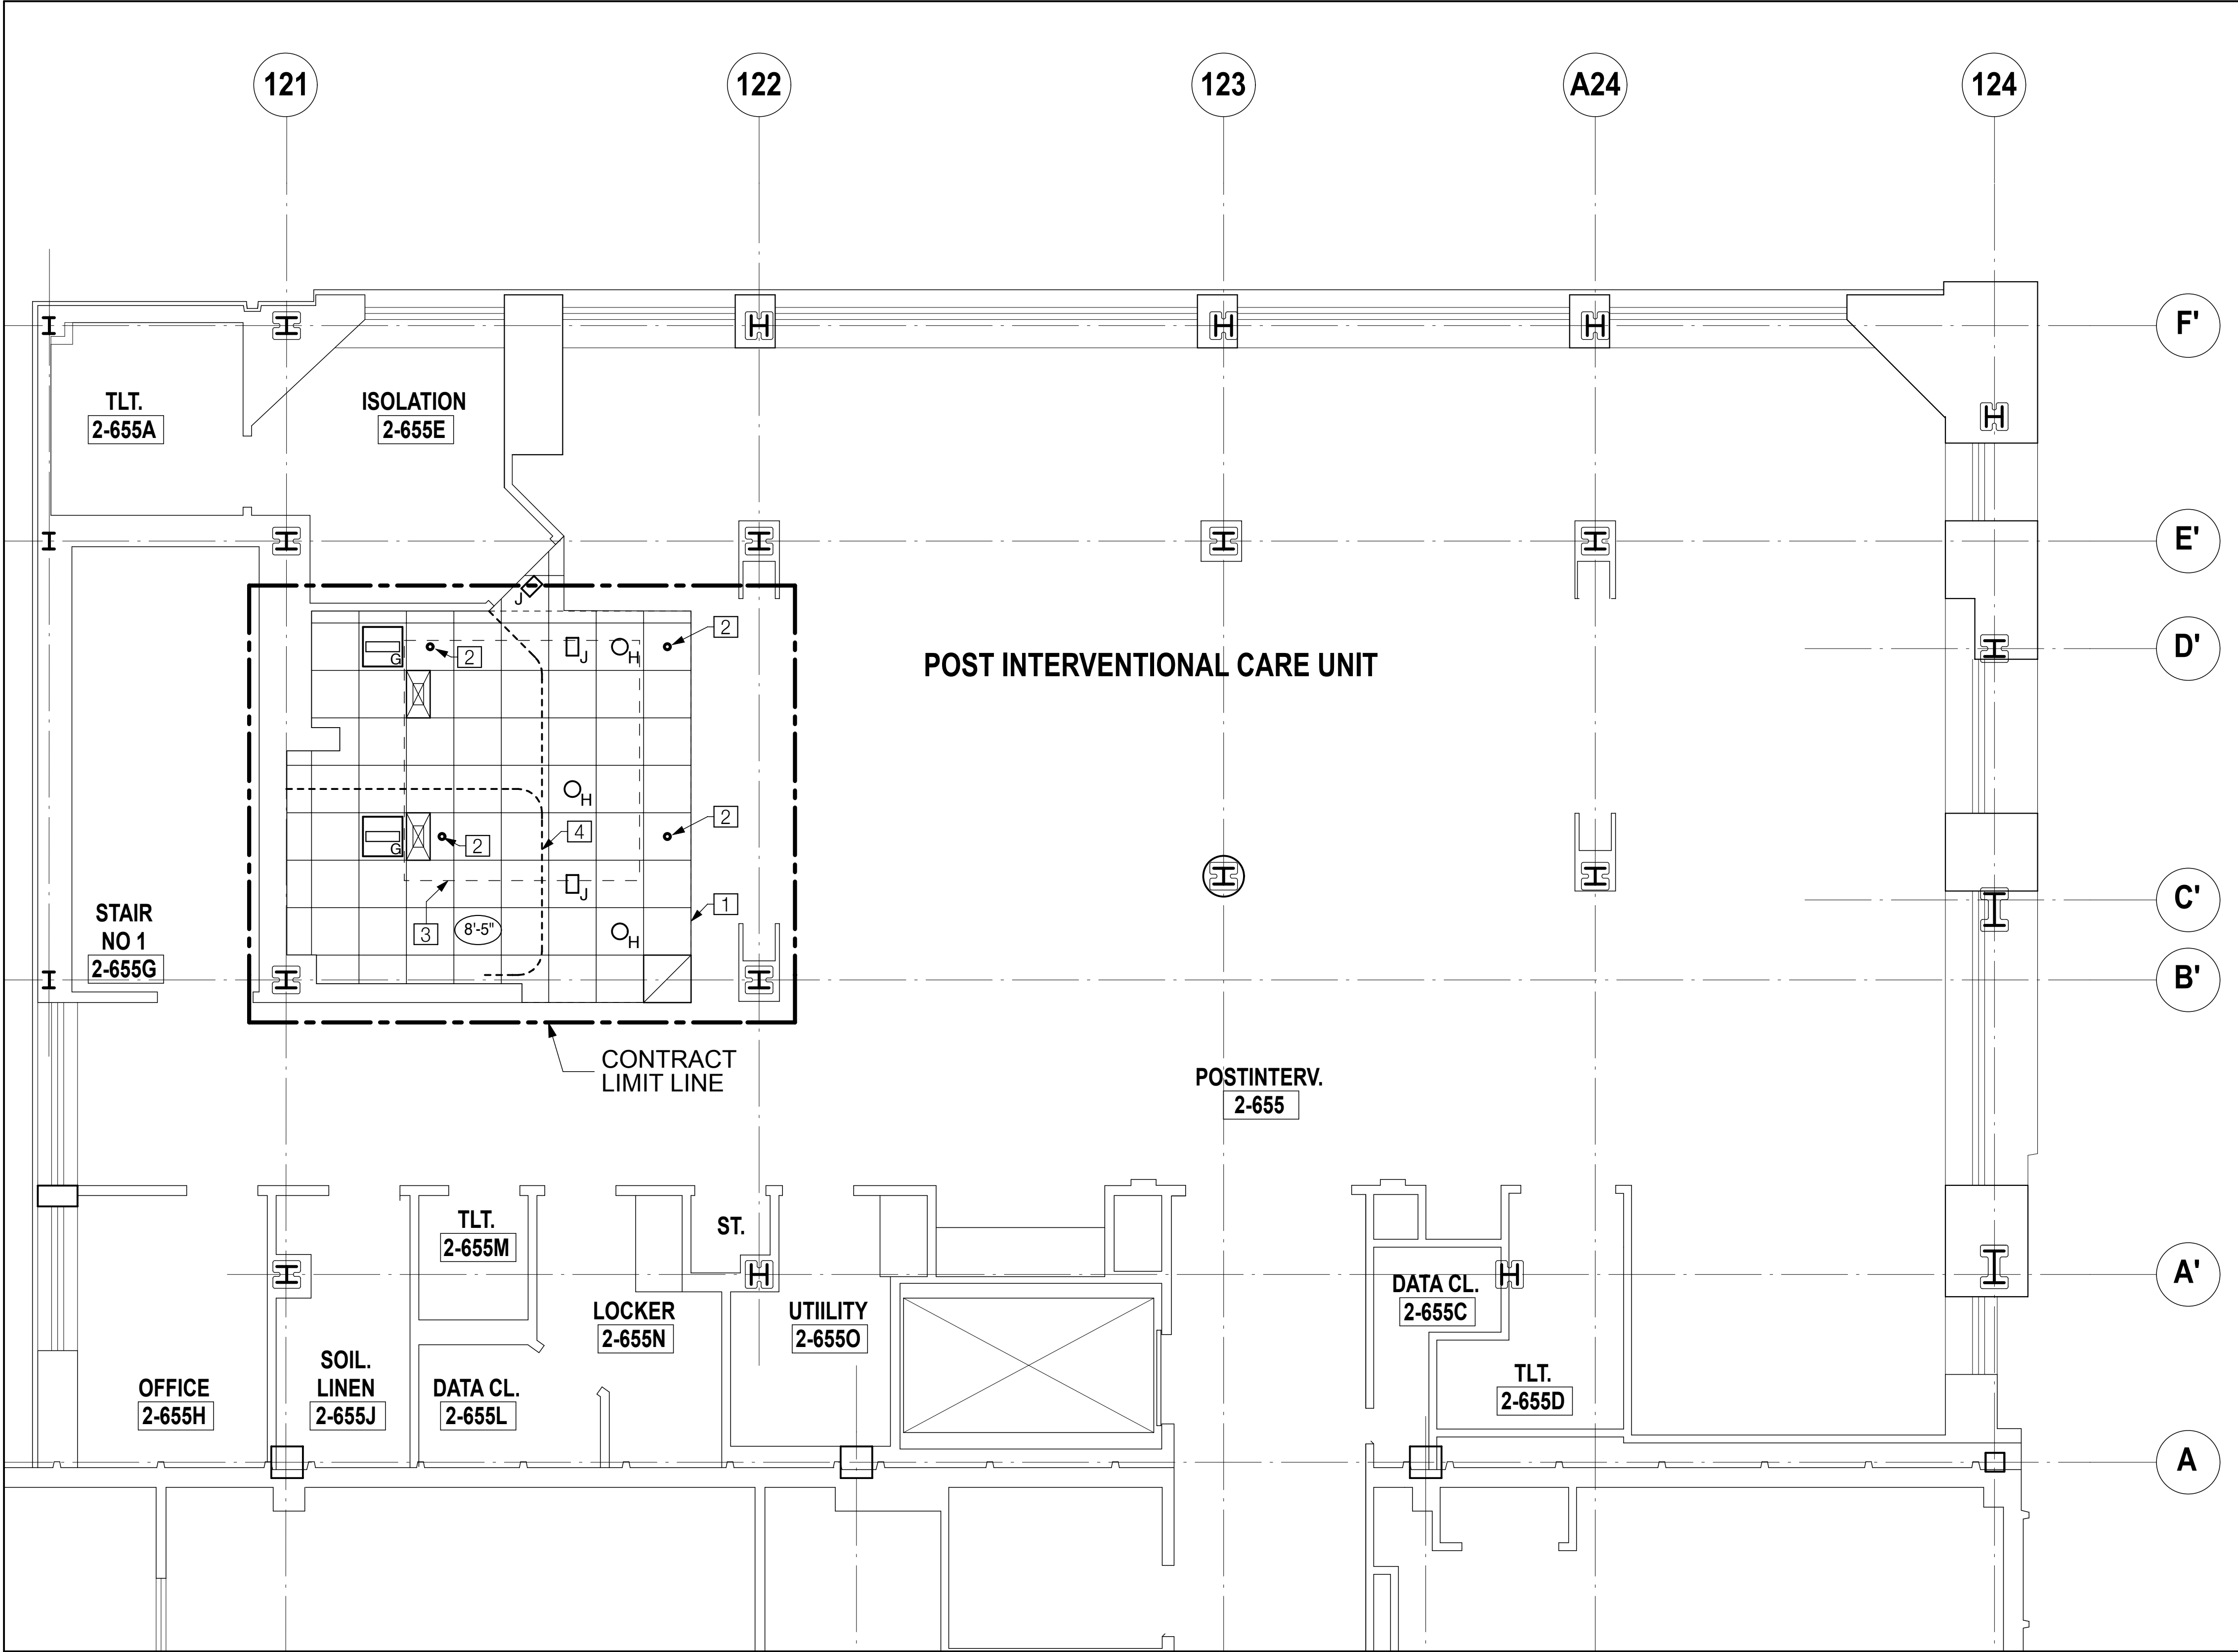 121
122
123
A24
124
F'
TLT.
2-655A
ISOLATION
2-655E
E'
J
2
G
2
J
H
POST INTERVENTIONAL CARE UNIT
D'
H
2
4
G
2
J
1
C'
STAIR
NO 1
2-655G
3
8'-5"
H
B'
CONTRACT
LIMIT LINE
POSTINTERV.
2-655
TLT.
2-655M
ST.
A'
DATA CL.
2-655C
LOCKER
2-655N
UTIILITY
2-655O
SOIL.
LINEN
2-655J
OFFICE
2-655H
DATA CL.
2-655L
TLT.
2-655D
A